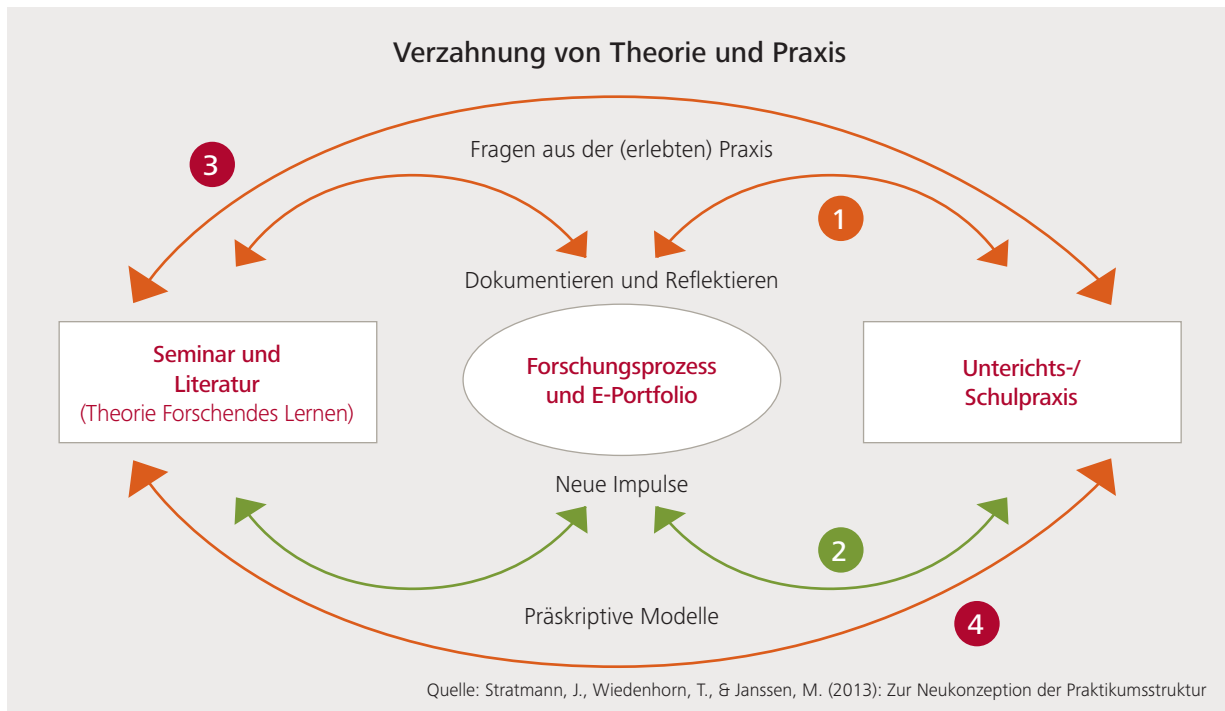 Verzahnung von Theorie und Praxis
3
Fragen aus der (erlebten) Praxis
1
Dokumentieren und Reflektieren
Seminar und
Literatur
(Theorie Forschendes Lernen)
Forschungsprozess
und E-Portfolio
Unterichts-/
Schulpraxis
Neue Impulse
2
Präskriptive Modelle
4
Quelle: Stratmann, J., Wiedenhorn, T., & Janssen, M. (2013): Zur Neukonzeption der Praktikumsstruktur